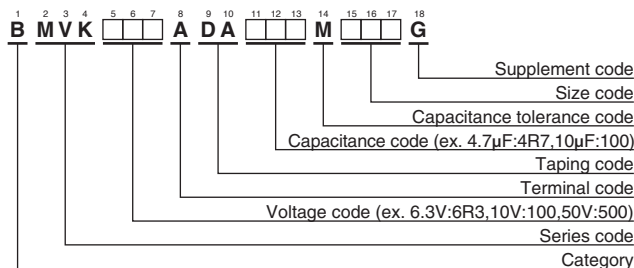 1 2 3 4 5 6 7 8 9 10 11 12 13 14 15 16 17 18
B MVK A DA M G
Supplement code
Size code
Capacitance tolerance code
Capacitance code (ex. 4.7µF:4R7,10µF:100)
Taping code
Terminal code
Voltage code (ex. 6.3V:6R3,10V:100,50V:500)
Series code
Category